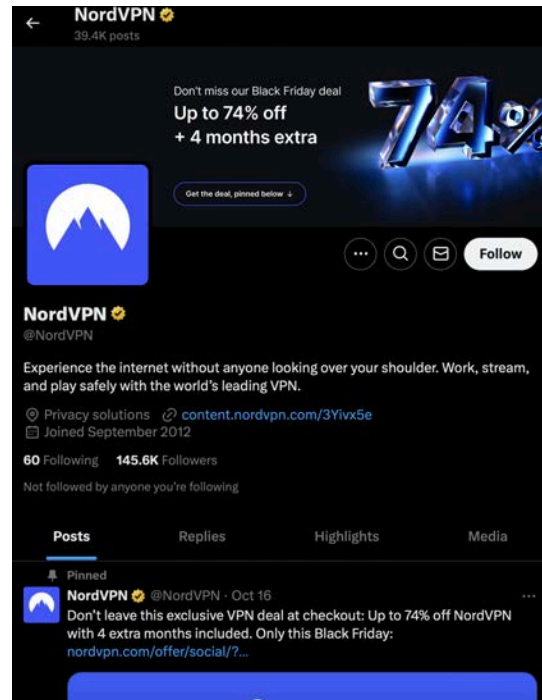 NordVPN
39.4K posts
Don't miss our Black Friday deal
Up to 74% off
+ 4 months extra
74%
Get the deal, pinned below ↓
Follow
NordVPN
@NordVPN
Experience the internet without anyone looking over your shoulder. Work, stream,
and play safely with the world's leading VPN.
Privacy solutions content.nordvpn.com/3Yivx5e
Joined September 2012
60 Following 145.6K Followers
Not followed by anyone you're following
Posts Replies Highlights Media
Pinned
NordVPN @NordVPN · Oct 16
Don't leave this exclusive VPN deal at checkout: Up to 74% off NordVPN
with 4 extra months included. Only this Black Friday:
nordvpn.com/offer/social/?...